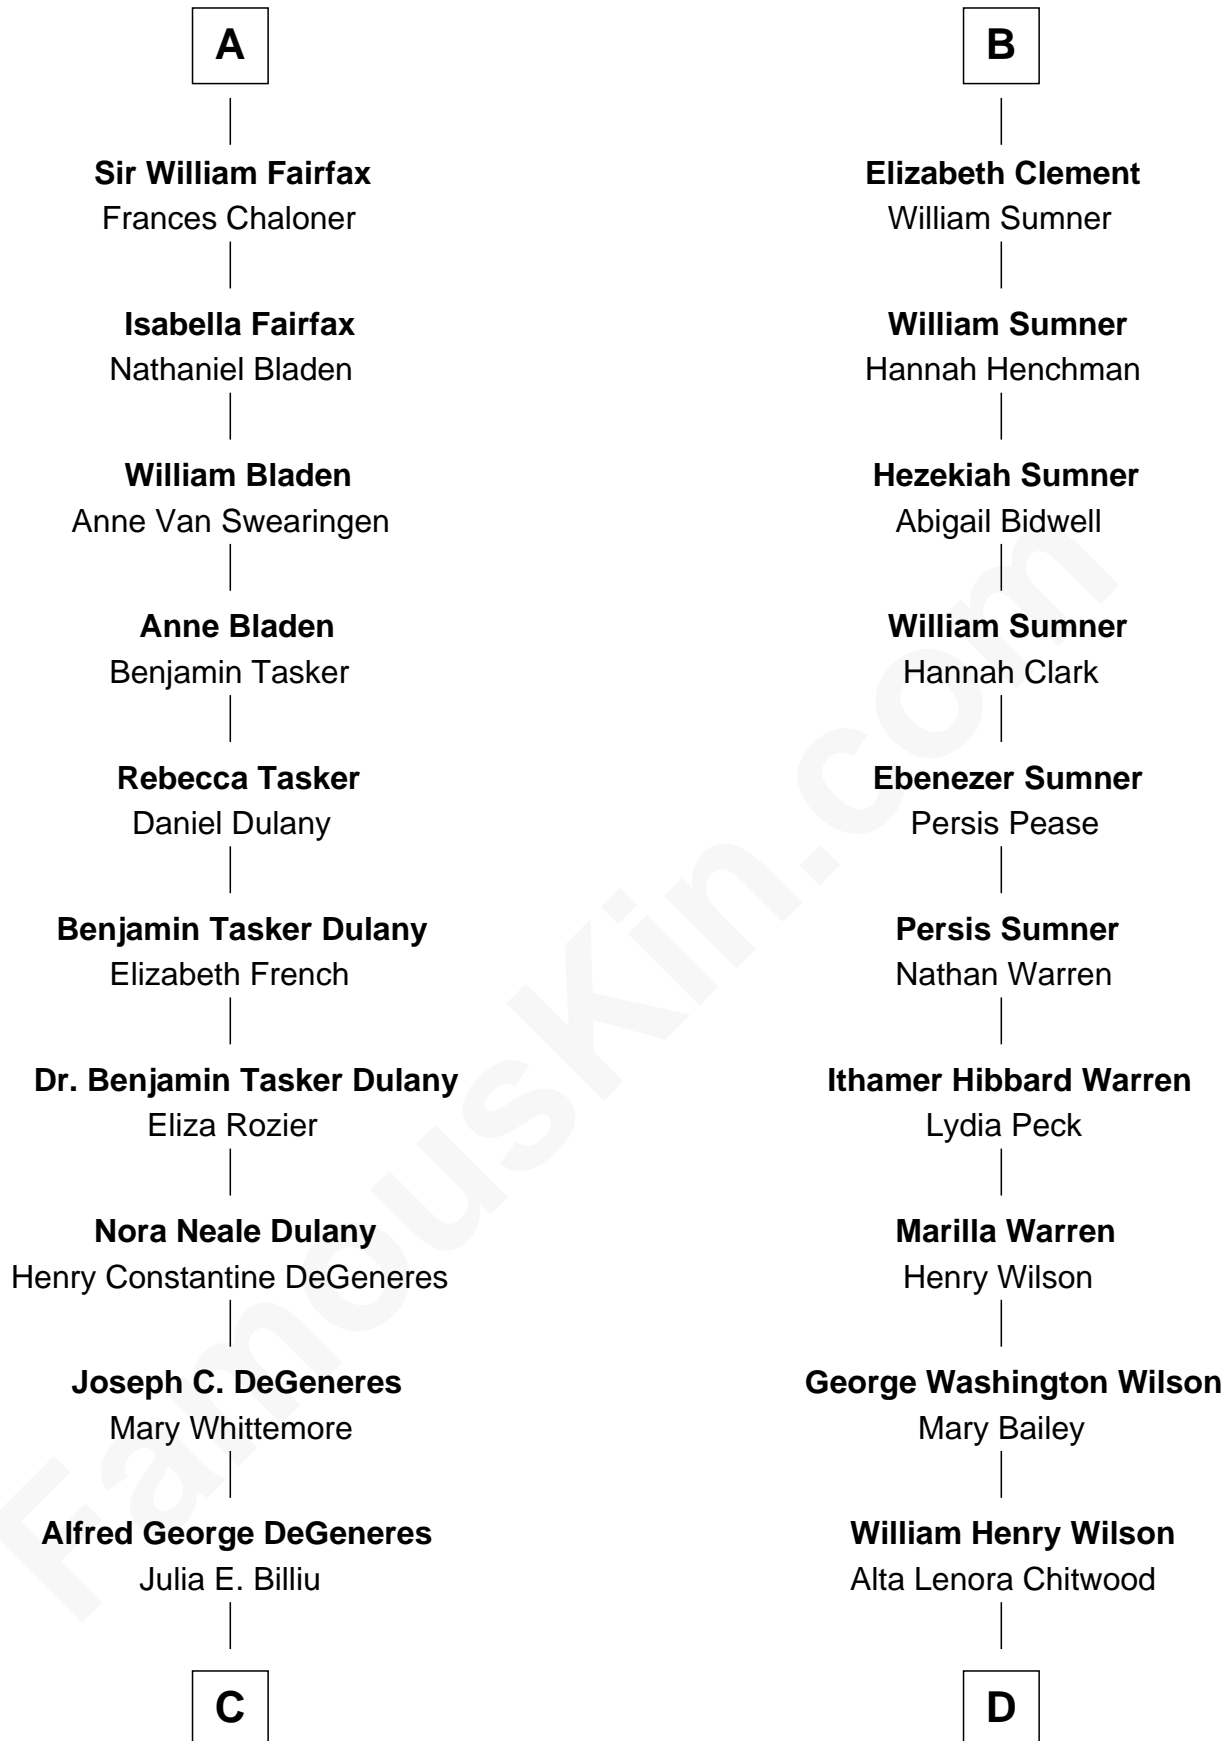 A
Sir William Fairfax
Frances Chaloner
Isabella Fairfax
Nathaniel Bladen
William Bladen
Anne Van Swearingen
Anne Bladen
Benjamin Tasker
Rebecca Tasker
Daniel Dulany
Benjamin Tasker Dulany
Elizabeth French
Dr. Benjamin Tasker Dulany
Eliza Rozier
Nora Neale Dulany
Henry Constantine DeGeneres
Joseph C. DeGeneres
Mary Whittemore
Alfred George DeGeneres
Julia E. Billiu
C
B
Elizabeth Clement
William Sumner
William Sumner
Hannah Henchman
Hezekiah Sumner
Abigail Bidwell
William Sumner
Hannah Clark
Ebenezer Sumner
Persis Pease
Persis Sumner
Nathan Warren
Ithamer Hibbard Warren
Lydia Peck
Marilla Warren
Henry Wilson
George Washington Wilson
Mary Bailey
William Henry Wilson
Alta Lenora Chitwood
D
FamousKin.com